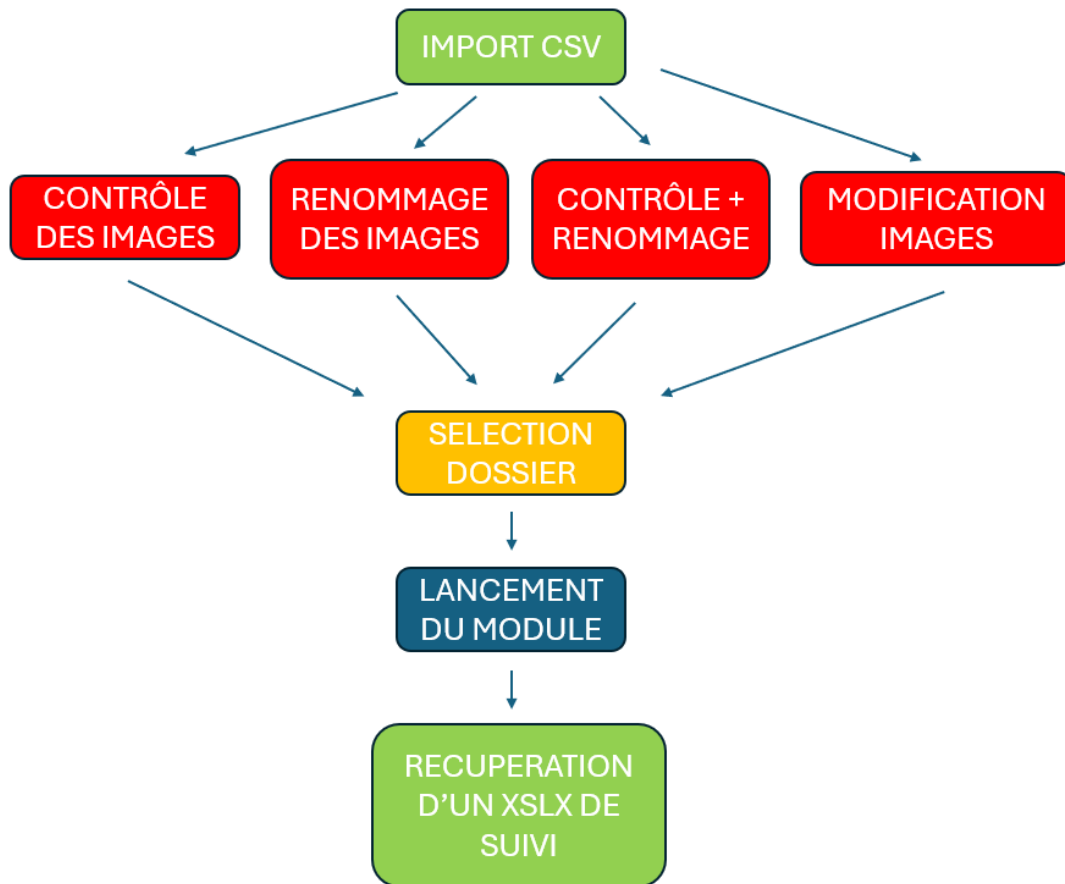 IMPORT CSV
CONTRÔLE
DES IMAGES
RENOMMAGE
DES IMAGES
CONTRÔLE +
RENOMMAGE
MODIFICATION
IMAGES
SELECTION
DOSSIER
LANCEMENT
DU MODULE
RECUPERATION
D'UN XSLX DE
SUIVI